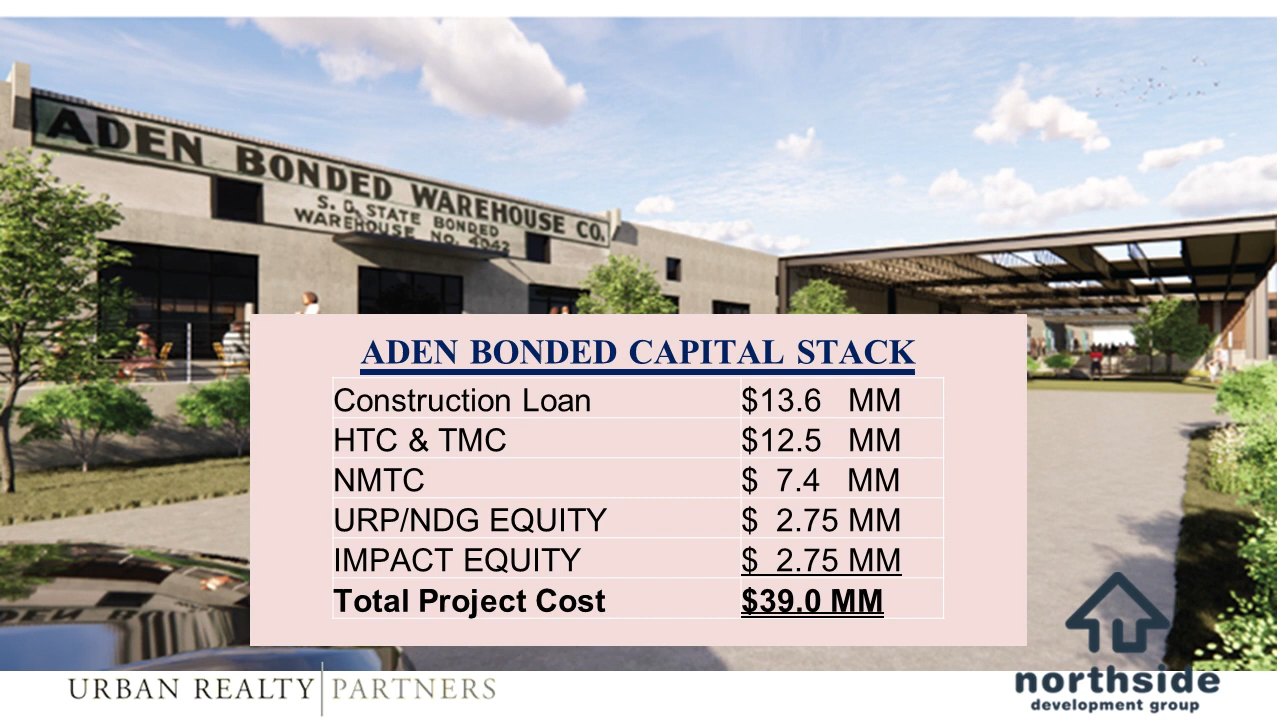 ADEN BONDED WAREHOUSE CO.
S. C. STATE BONDED
WAREHOUSE NO. 4042
ADEN BONDED CAPITAL STACK
Construction Loan $13.6 MM
HTC & TMC $12.5 MM
NMTC $ 7.4 MM
URP/NDG EQUITY $ 2.75 MM
IMPACT EQUITY $ 2.75 MM
Total Project Cost $39.0 MM
URBAN REALTY PARTNERS
northside
development group